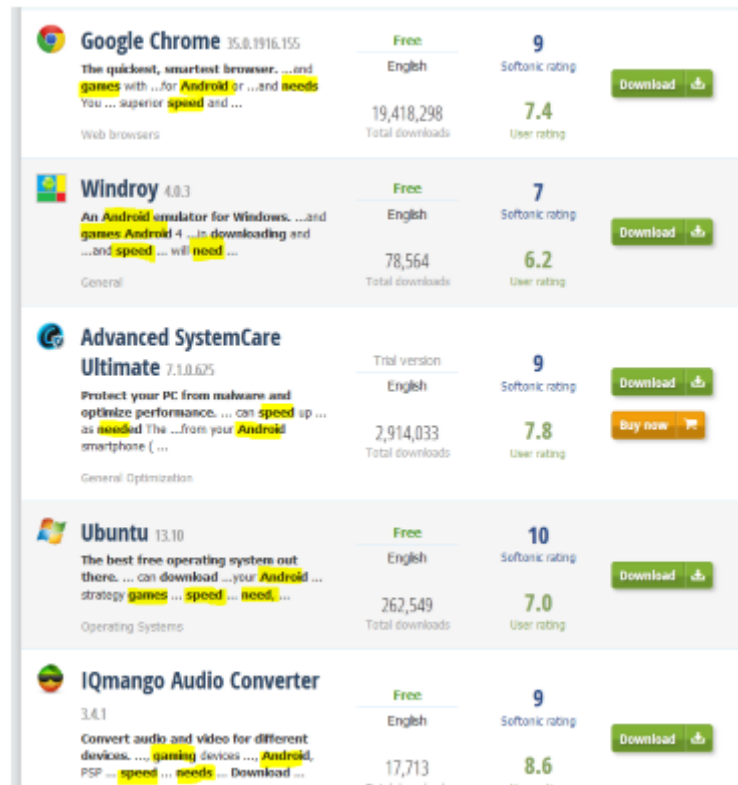 Google Chrome 35.0.1916.155
The quickest, smartest browser. ...and
games with ...for Android or ...and needs
You ... superior speed and ...
Web browsers
Free
English
19,418,298
Total downloads
9
Softonic rating
7.4
User rating
Download
Windroy 4.0.3
An Android emulator for Windows. ...and
games Android 4 ...in downloading and
...and speed ... will need ...
General
Free
English
78,564
Total downloads
7
Softonic rating
6.2
User rating
Download
Advanced SystemCare
Ultimate 7.1.0.625
Protect your PC from malware and
optimize performance. ... can speed up ...
as needed The ...from your Android
smartphone ( ...
General Optimization
Trial version
English
2,914,033
Total downloads
9
Softonic rating
7.8
User rating
Download
Buy now
Ubuntu 13.10
The best free operating system out
there. ... can download ...your Android ...
strategy games ... speed ... need, ...
Operating Systems
Free
English
262,549
Total downloads
10
Softonic rating
7.0
User rating
Download
IQmango Audio Converter
3.4.1
Convert audio and video for different
devices. ..., gaming devices ..., Android,
PSP ... speed ... needs ... Download ...
Free
English
17,713
9
Softonic rating
8.6
Download